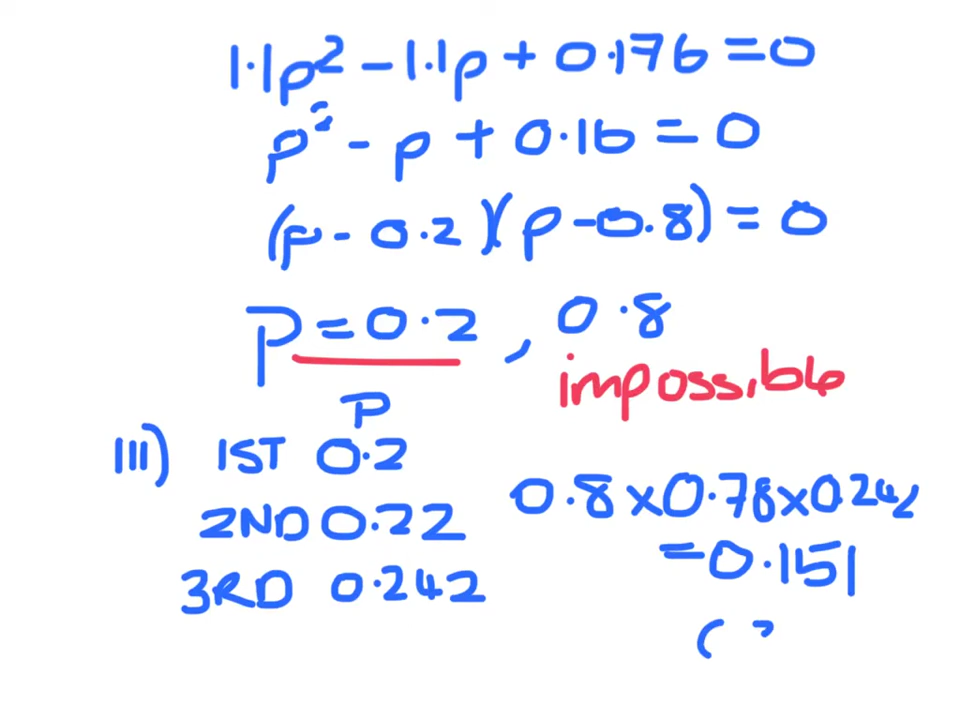 1.1p² - 1.1p + 0.176 = 0
p² - p + 0.16 = 0
(p - 0.2)(p - 0.8) = 0
P = 0.2, 0.8
impossible
P
III) 1ST 0.2
2ND 0.22
3RD 0.242
0.8 x 0.78 x 0.242
= 0.151
(